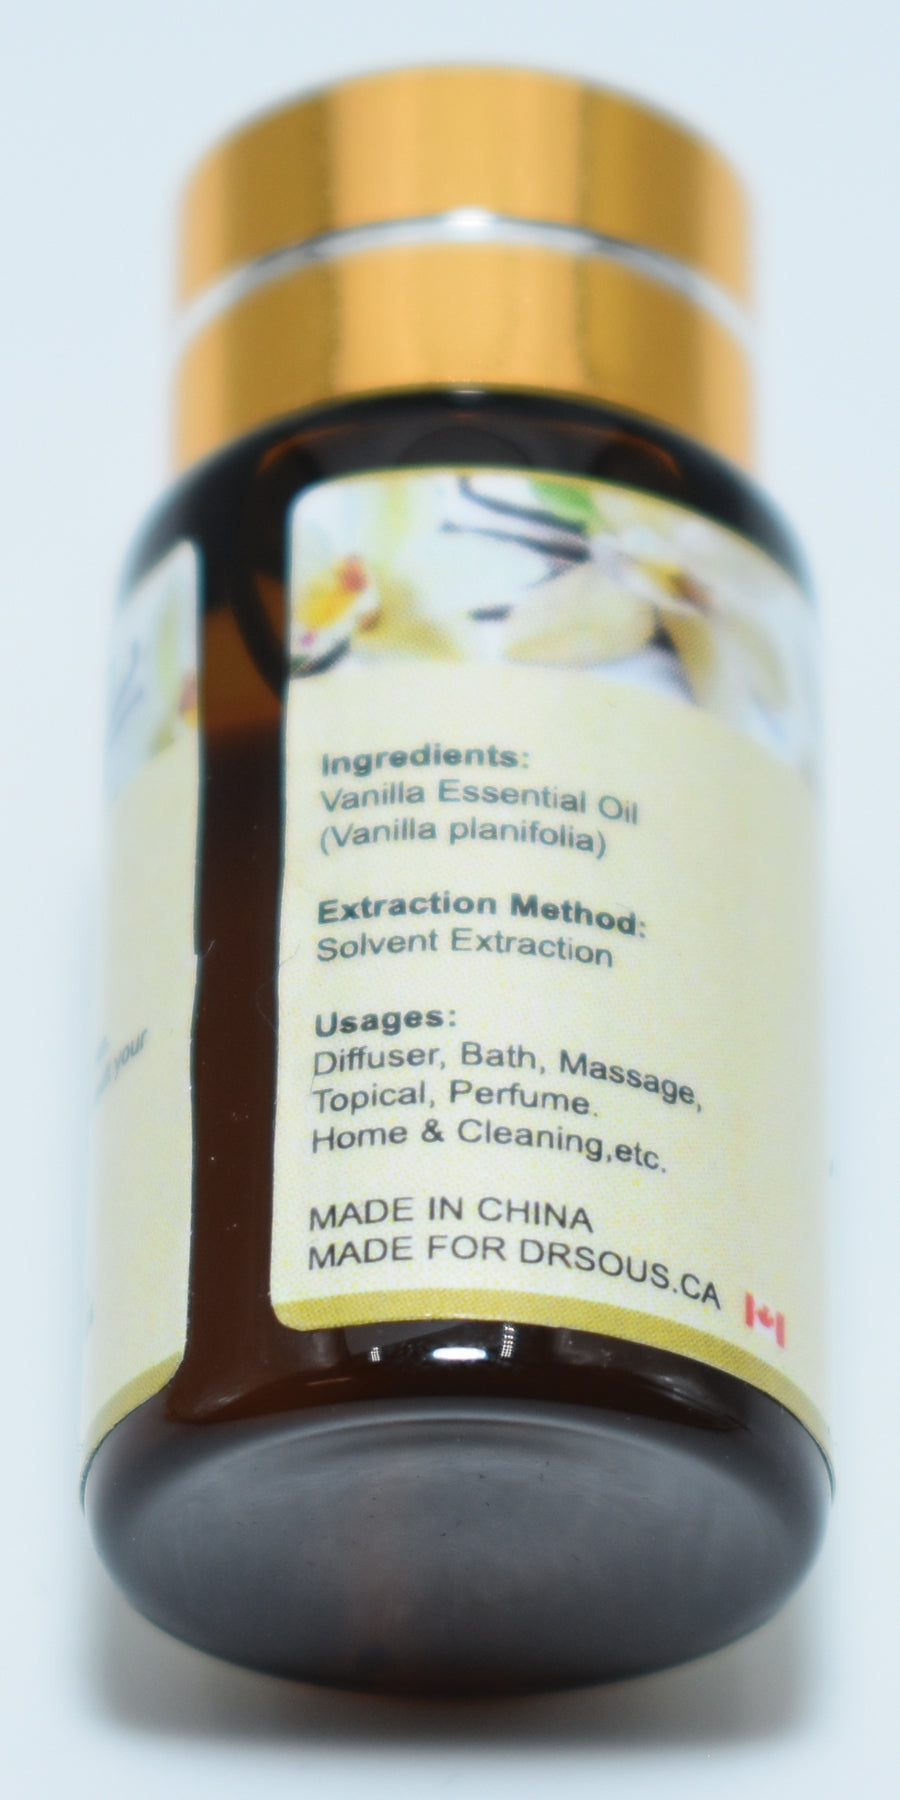 Ingredients:
Vanilla Essential Oil
(Vanilla planifolia)
Extraction Method:
Solvent Extraction
Usages:
Diffuser, Bath, Massage,
Topical, Perfume.
Home & Cleaning,etc.
MADE IN CHINA
MADE FOR DRSOUS.CA
your